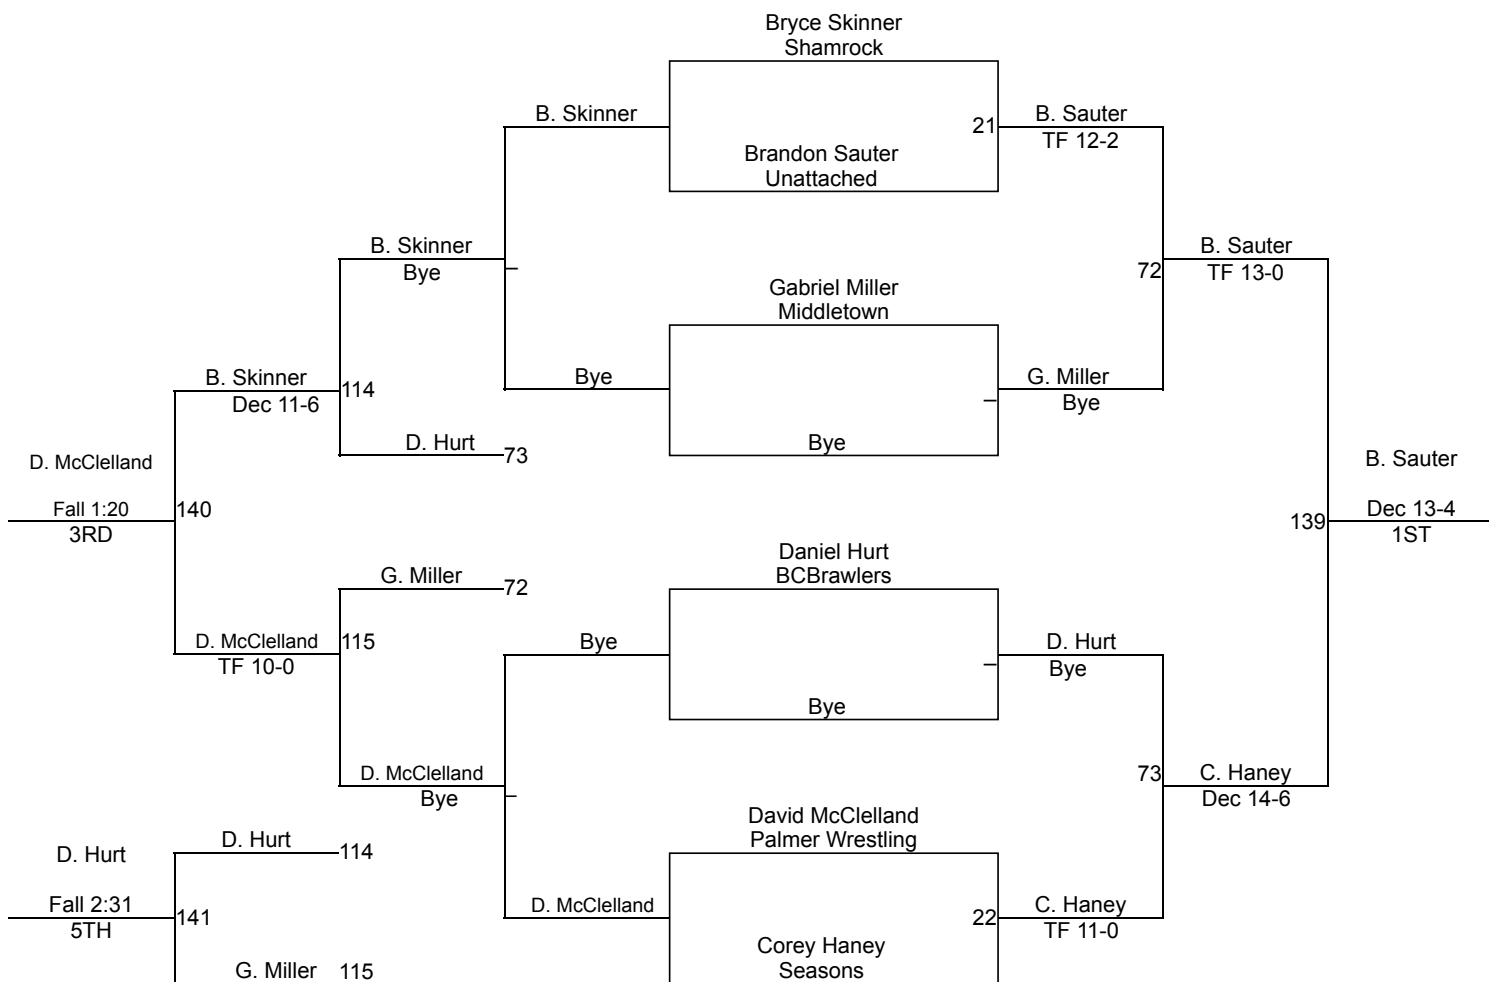 Bryce Skinner
Shamrock
B. Skinner
21
B. Sauter
TF 12-2
Brandon Sauter
Unattached
B. Skinner
Bye
72
B. Sauter
TF 13-0
Gabriel Miller
Middletown
B. Skinner
Dec 11-6
114
Bye
G. Miller
Bye
D. Hurt
73
Bye
D. McClelland
Fall 1:20
3RD
140
B. Sauter
139
Dec 13-4
1ST
Daniel Hurt
BCBrawlers
G. Miller
72
D. McClelland
TF 10-0
115
Bye
D. Hurt
Bye
Bye
D. McClelland
Bye
73
C. Haney
Dec 14-6
David McClelland
Palmer Wrestling
D. Hurt
114
D. Hurt
Fall 2:31
5TH
141
D. McClelland
22
C. Haney
TF 11-0
G. Miller
115
Corey Haney
Seasons